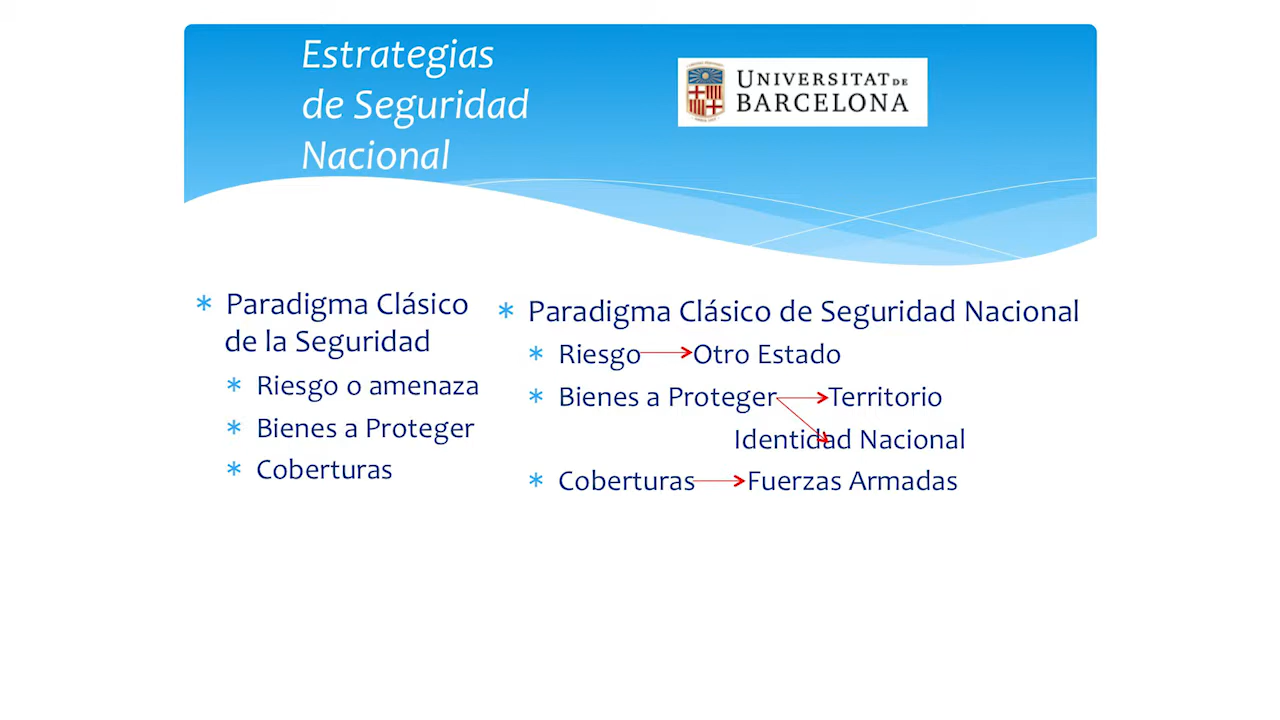 Estrategias
de Seguridad
Nacional
UNIVERSITAT DE
BARCELONA
Paradigma Clásico
de la Seguridad
Riesgo o amenaza
Bienes a Proteger
Coberturas
Paradigma Clásico de Seguridad Nacional
Riesgo Otro Estado
Bienes a Proteger Territorio
Identidad Nacional
Coberturas Fuerzas Armadas